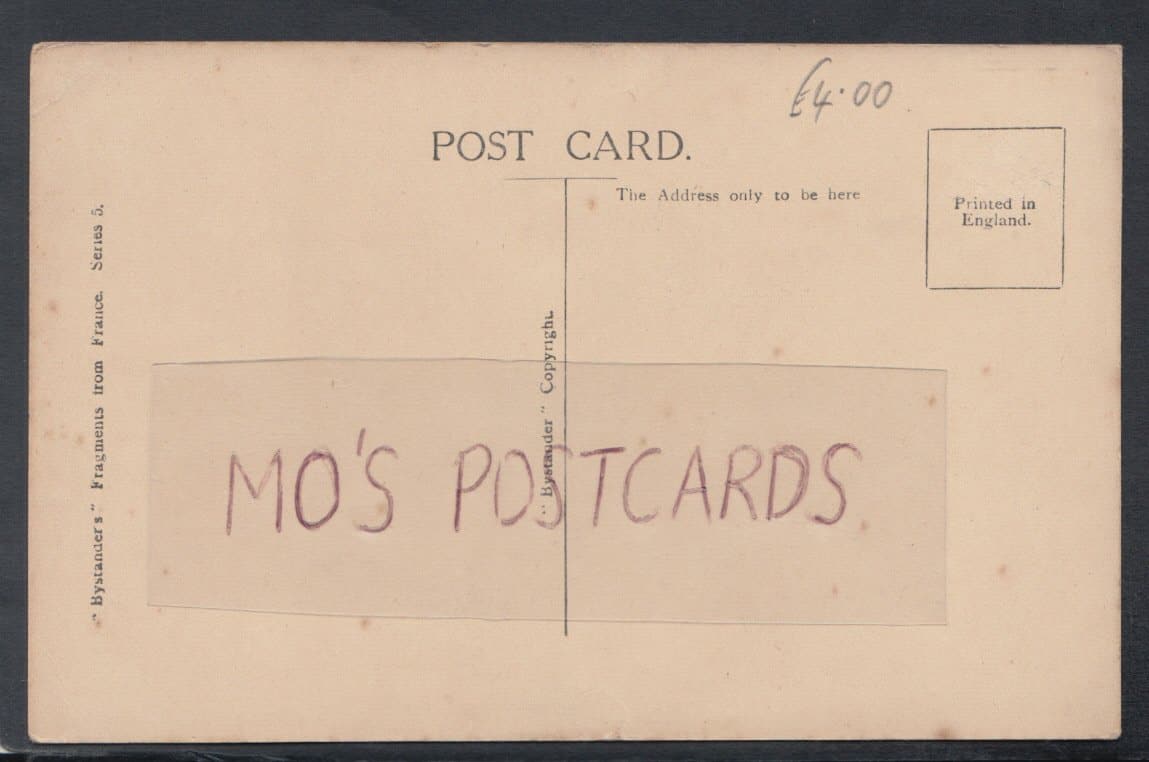 £4.00
POST CARD.
The Address only to be here
Printed in
England.
"Bystander's" Fragments from France. Series 5.
"Bystander" Copyright.
MO'S POSTCARDS